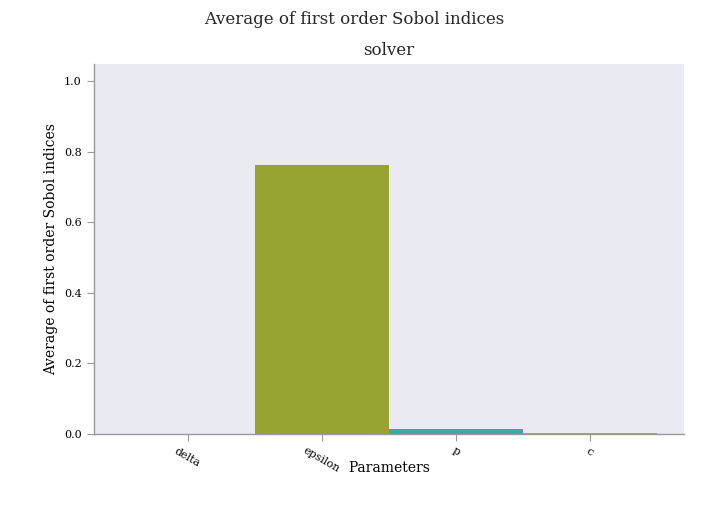 Average of first order Sobol indices
solver
Average of first order Sobol indices
1.0
0.8
0.6
0.4
0.2
0.0
delta
epsilon
p
c
Parameters